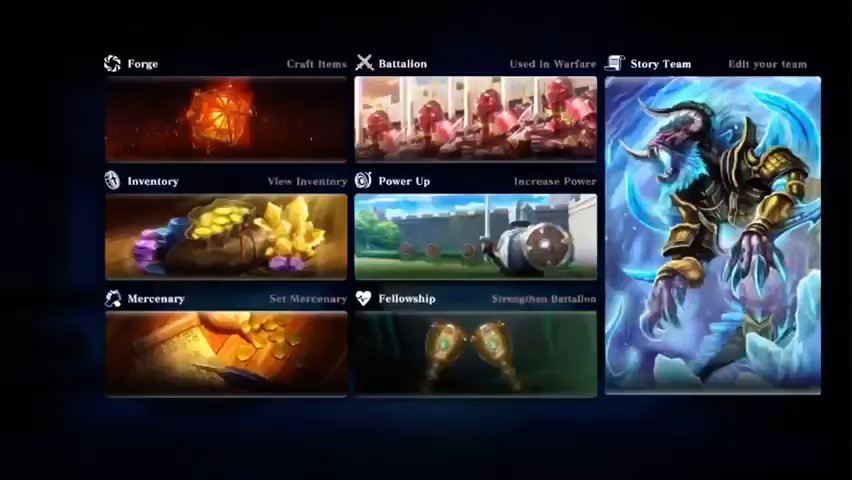 Forge Craft Items
Battalion Used in Warfare
Story Team Edit your team
Inventory View Inventory
Power Up Increase Power
Mercenary Set Mercenary
Fellowship Strengthen Battalion